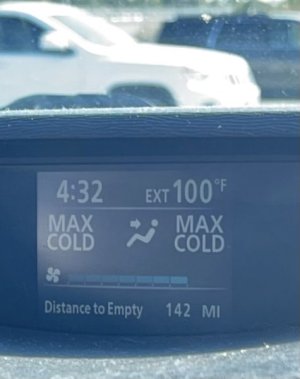 4:32 EXT 100°F
MAX MAX
COLD COLD
Distance to Empty 142 MI